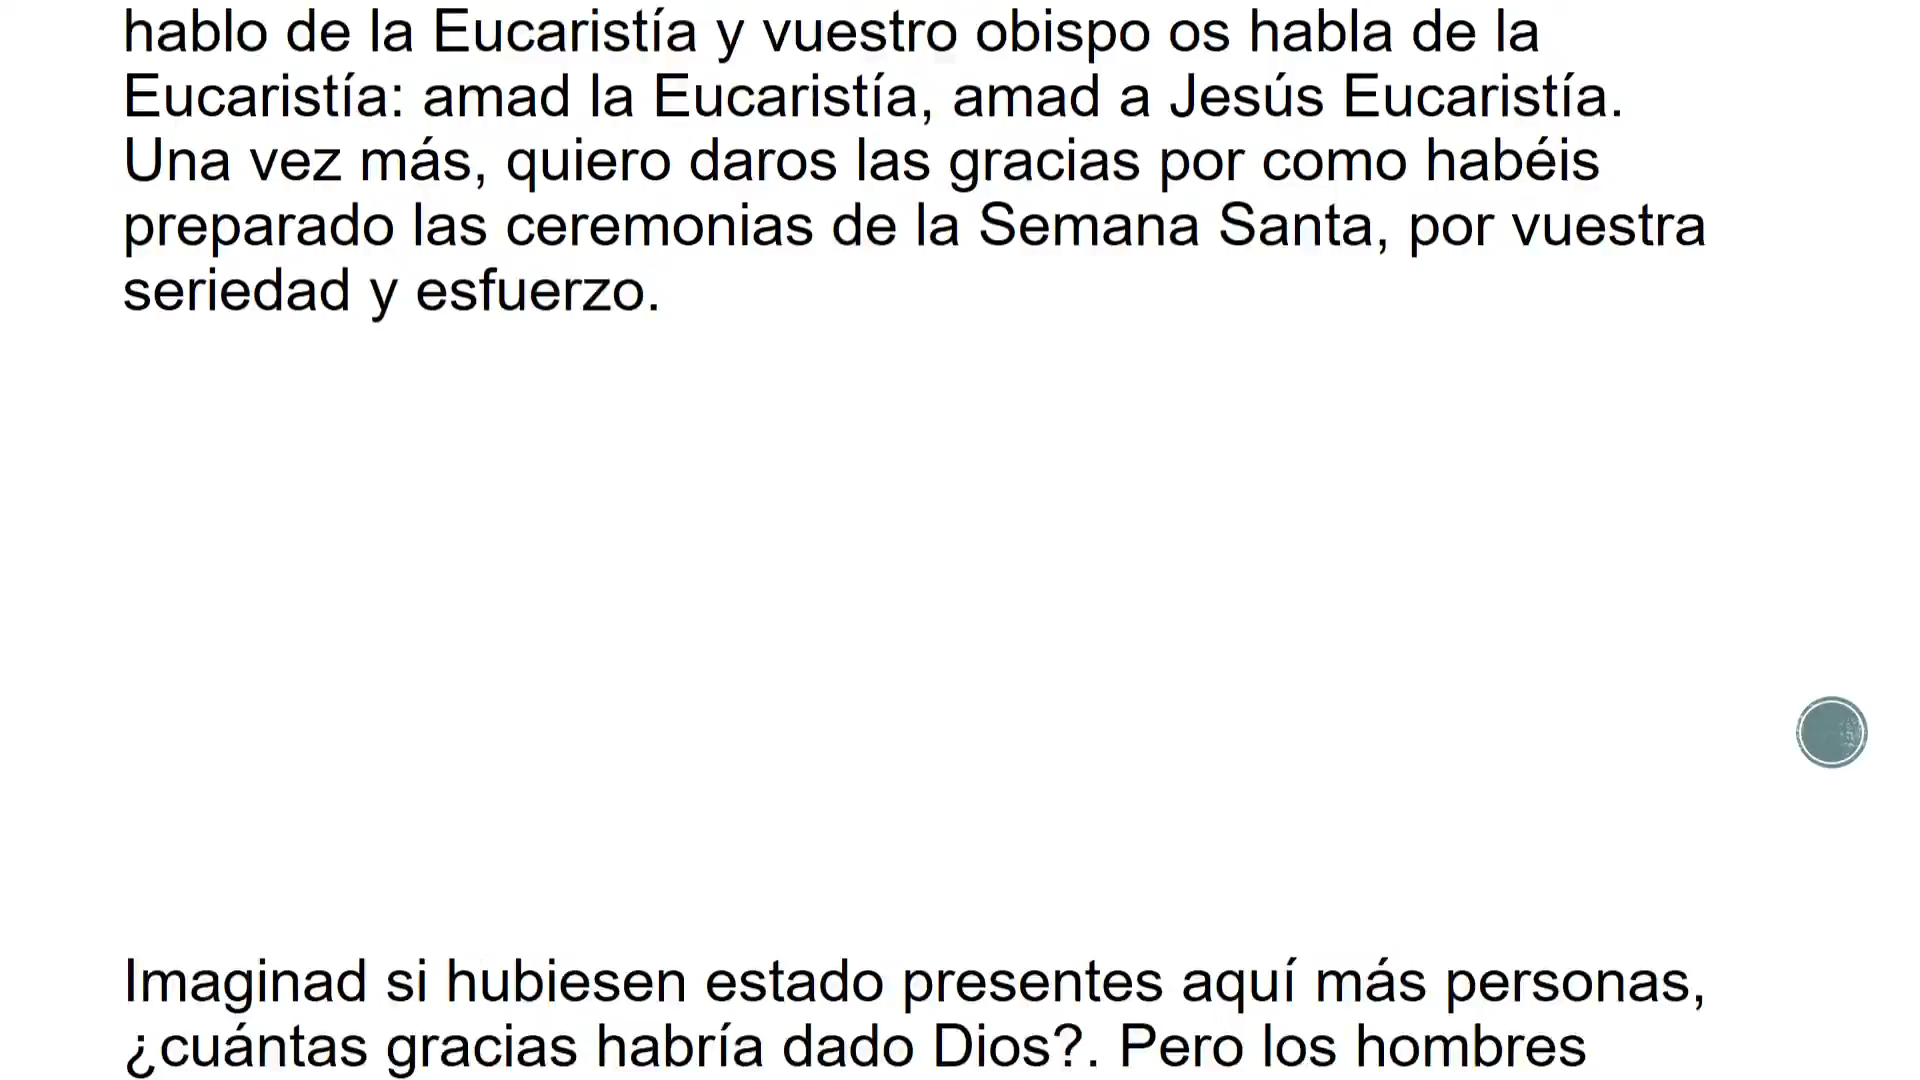 hablo de la Eucaristía y vuestro obispo os habla de la
Eucaristía: amad la Eucaristía, amad a Jesús Eucaristía.
Una vez más, quiero daros las gracias por como habéis
preparado las ceremonias de la Semana Santa, por vuestra
seriedad y esfuerzo.
Imaginad si hubiesen estado presentes aquí más personas,
¿cuántas gracias habría dado Dios?. Pero los hombres